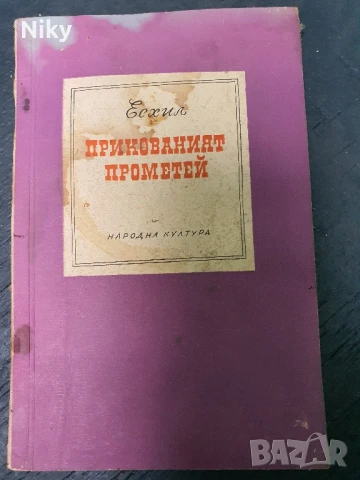 Niky
Есхил
ПРИКОВАНИЯТ
ПРОМЕТЕЙ
НАРОДНА КУЛТУРА
BAZAR